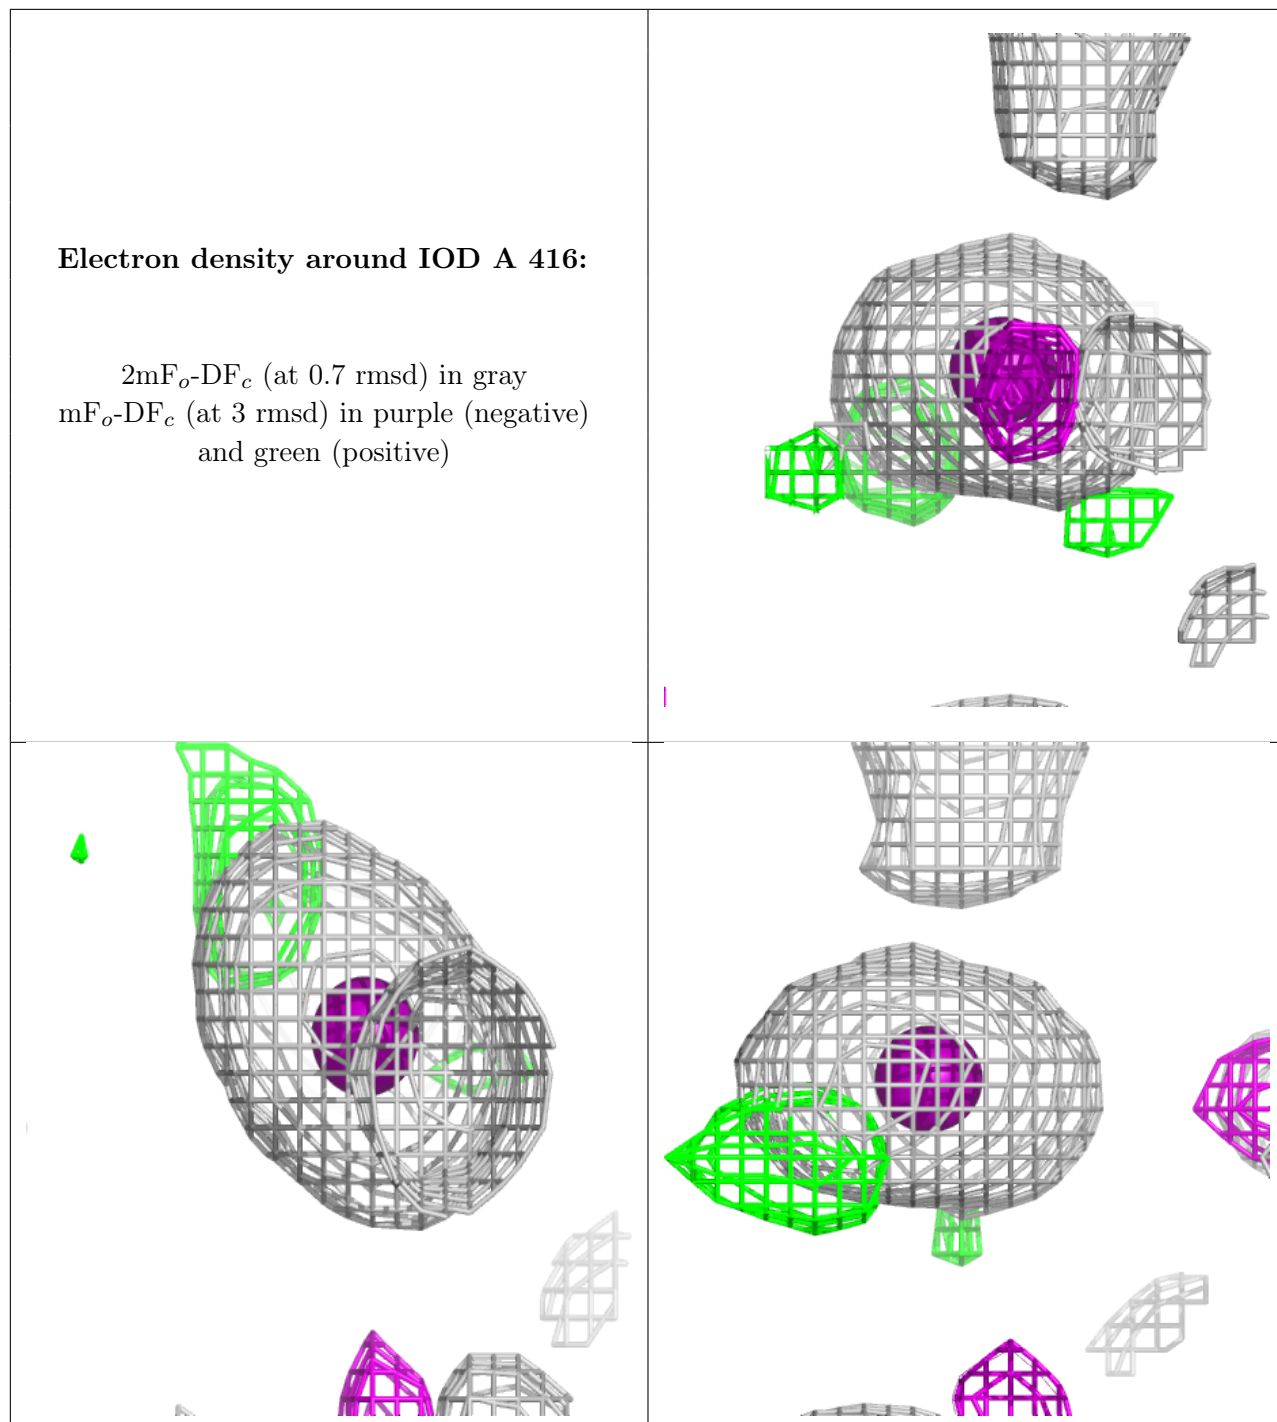 Electron density around IOD A 416:
2mFo-DFc (at 0.7 rmsd) in gray
mFo-DFc (at 3 rmsd) in purple (negative)
and green (positive)